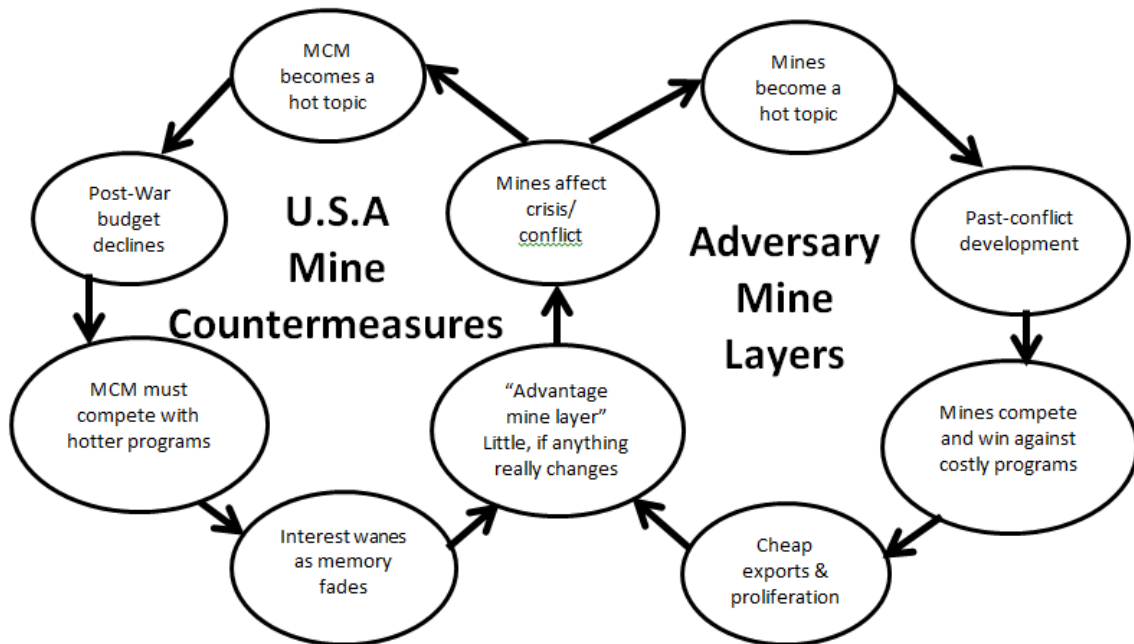 MCM
becomes a
hot topic
Mines
become a
hot topic
Post-War
budget
declines
U.S.A
Mine
Countermeasures
Mines affect
crisis/
conflict
Adversary
Mine
Layers
Past-conflict
development
MCM must
compete with
hotter programs
“Advantage
mine layer”
Little, if anything
really changes
Mines compete
and win against
costly programs
Interest wanes
as memory
fades
Cheap
exports &
proliferation